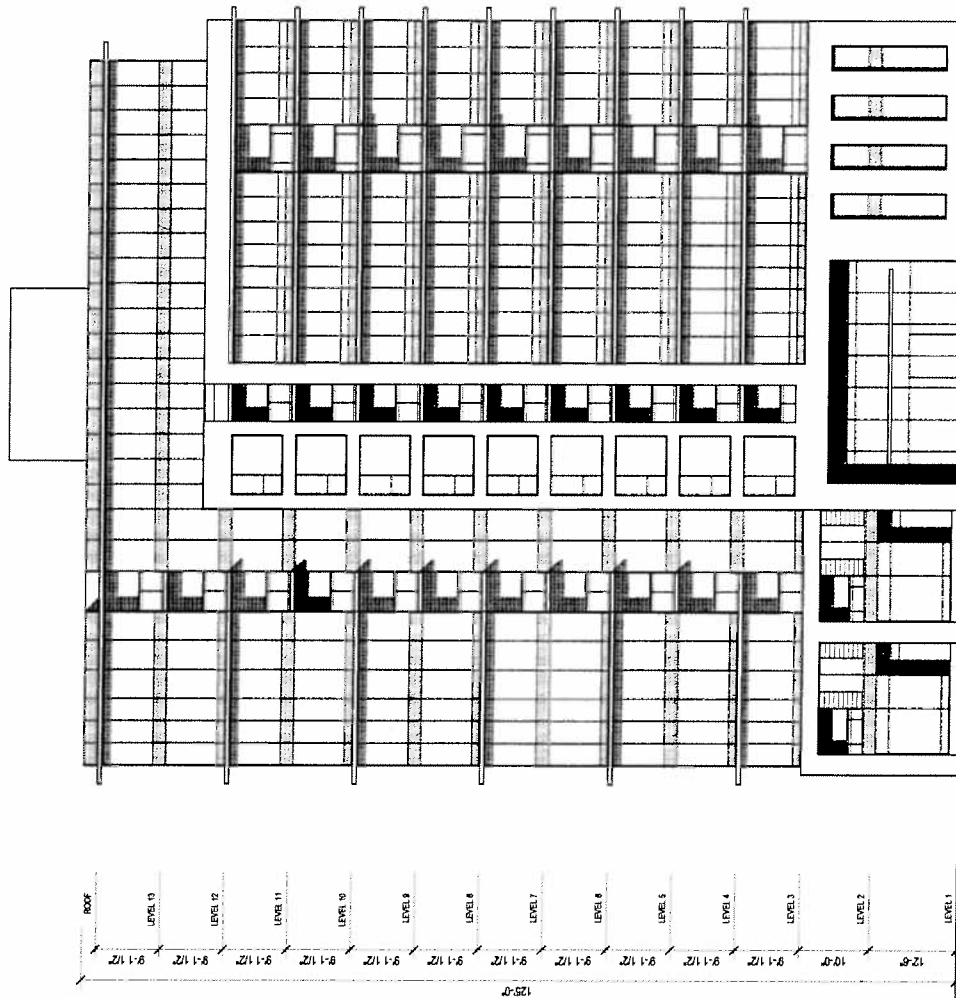 ROOF
LEVEL 13
LEVEL 12
LEVEL 11
LEVEL 10
LEVEL 9
LEVEL 8
LEVEL 7
LEVEL 6
LEVEL 5
LEVEL 4
LEVEL 3
LEVEL 2
LEVEL 1
9'-1 1/2"
9'-1 1/2"
9'-1 1/2"
9'-1 1/2"
9'-1 1/2"
9'-1 1/2"
9'-1 1/2"
9'-1 1/2"
9'-1 1/2"
9'-1 1/2"
9'-1 1/2"
10'-0"
12'-6"
125'-0"